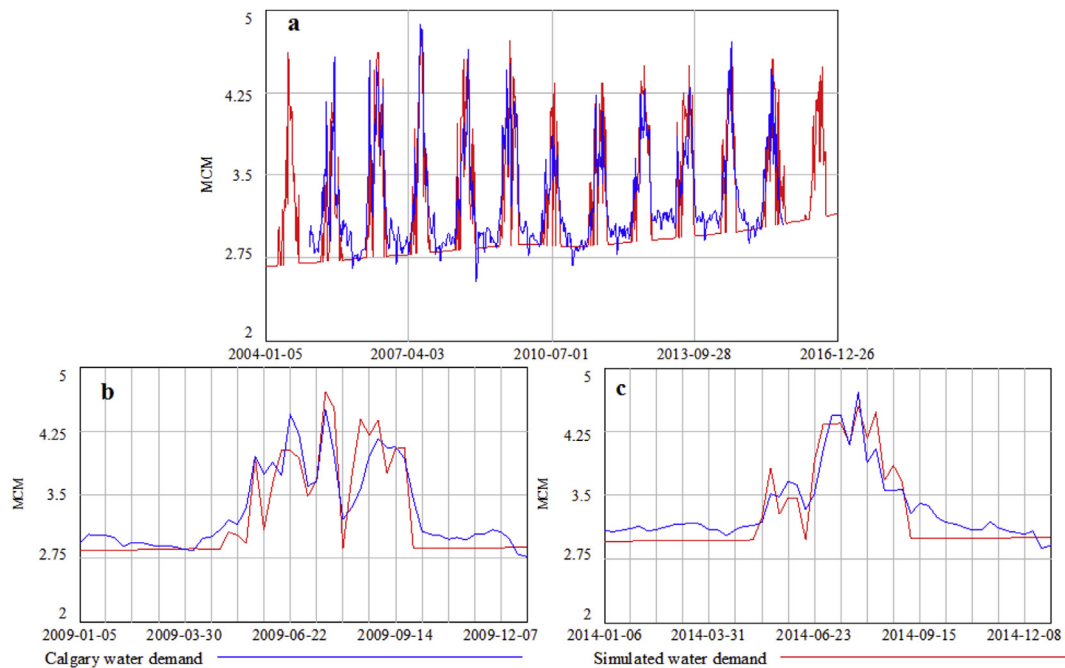 a
5
4.25
3.5
2.75
2
MCM
2004-01-05 2007-04-03 2010-07-01 2013-09-28 2016-12-26
b
5
4.25
3.5
2.75
2
MCM
2009-01-05 2009-03-30 2009-06-22 2009-09-14 2009-12-07
c
5
4.25
3.5
2.75
2
MCM
2014-01-06 2014-03-31 2014-06-23 2014-09-15 2014-12-08
Calgary water demand Simulated water demand